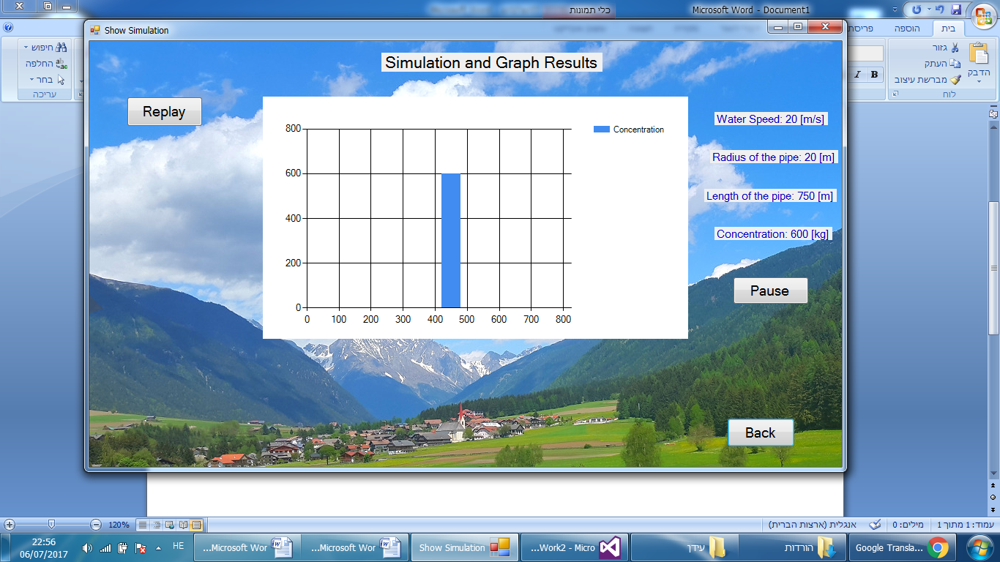 כלי תמונות
Microsoft Word - Document1
בית
הוספה
פריסת
חיפוש
החלפה
בחר
עריכה
גזור
העתק
מברשת עיצוב
הדבק
לוח
I B
Show Simulation
Simulation and Graph Results
Replay
Concentration
800
600
400
200
0
0 100 200 300 400 500 600 700 800
Water Speed: 20 [m/s]
Radius of the pipe: 20 [m]
Length of the pipe: 750 [m]
Concentration: 600 [kg]
Pause
Back
120%
אנגלית (ארצות הברית)
מילים: 0
עמוד: 1 מתוך 1
22:56
06/07/2017
HE
...Microsoft Wor
...Microsoft Wor
Show Simulation
...Work2 - Micro
עידך
הורדות
Google Transla...